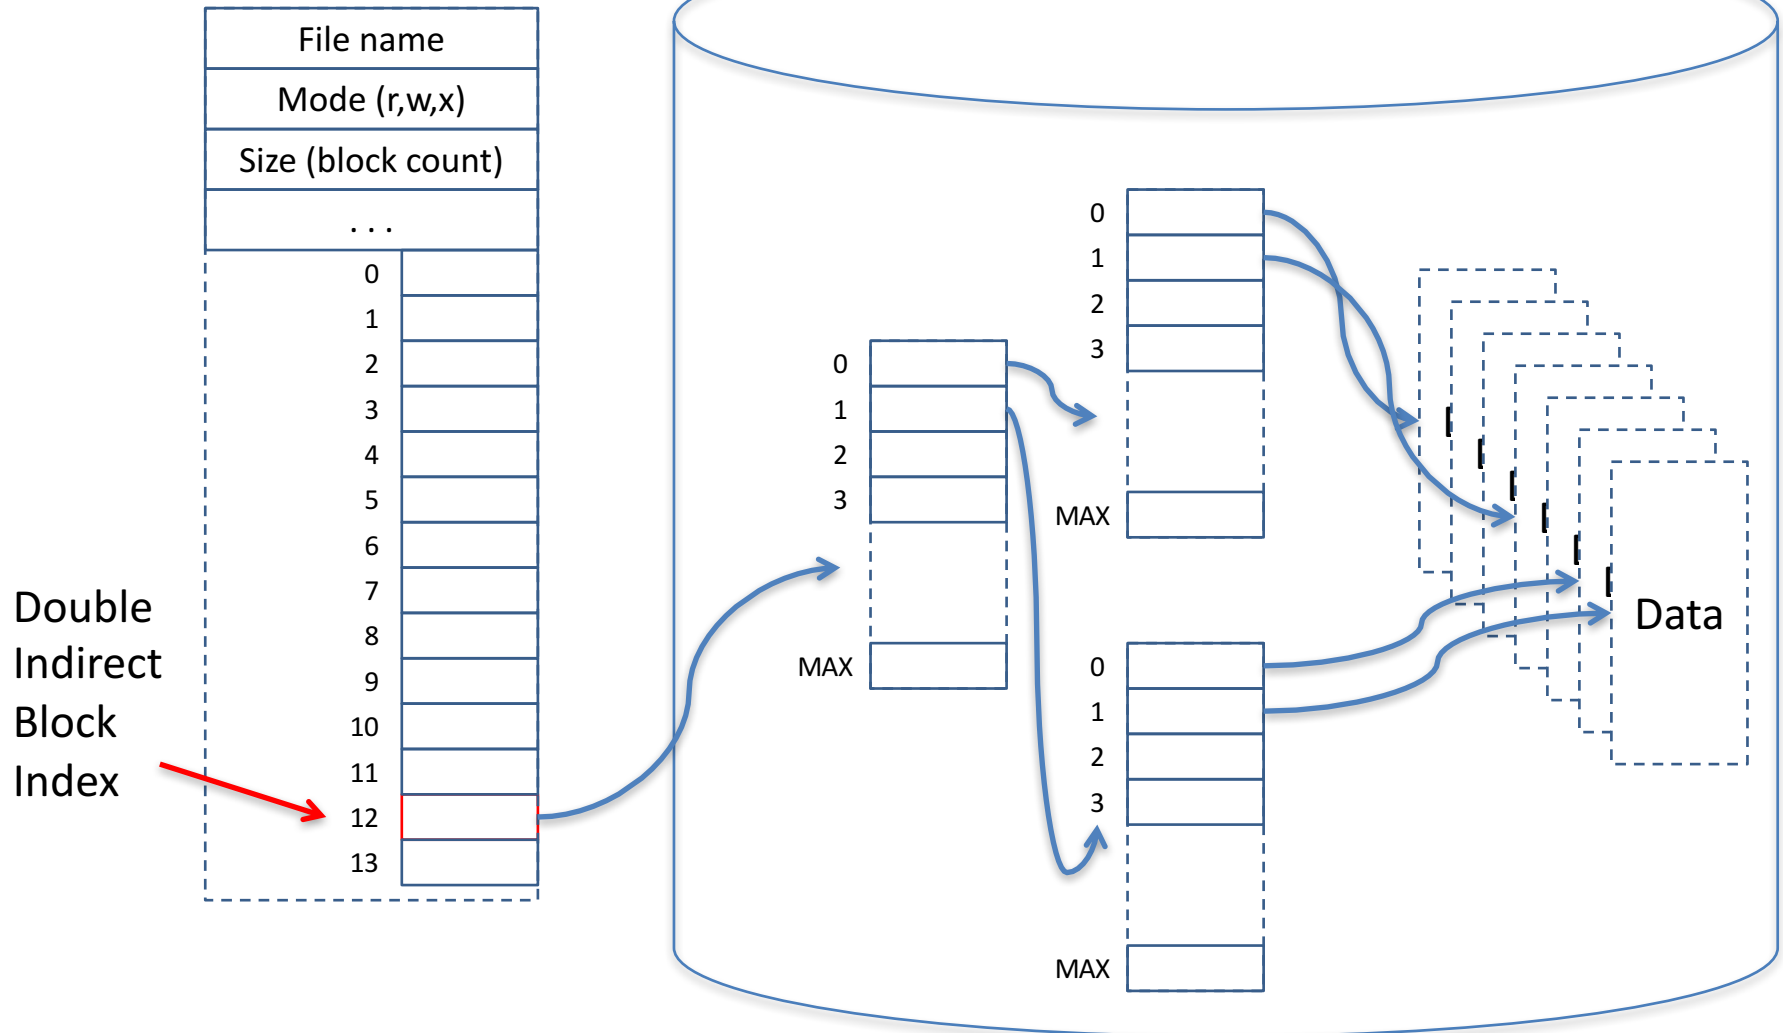 File name
Mode (r,w,x)
Size (block count)
. . .
0
1
2
3
4
5
6
7
8
9
10
11
12
13
Double
Indirect
Block
Index
0
1
2
3
MAX
0
1
2
3
MAX
0
1
2
3
MAX
Data